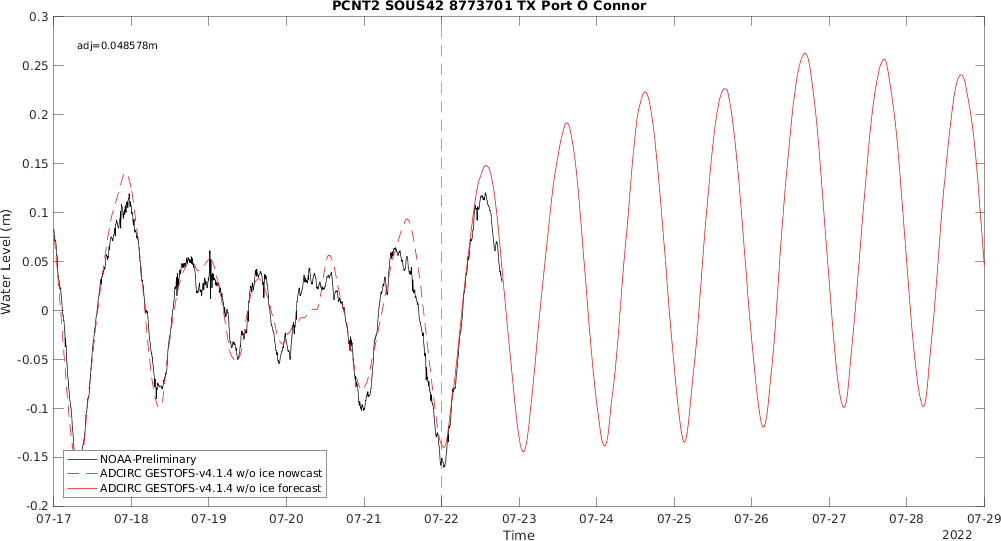 PCNT2 SOUS42 8773701 TX Port O Connor
adj=0.048578m
0.3
0.25
0.2
0.15
0.1
0.05
0
-0.05
-0.1
-0.15
-0.2
Water Level (m)
NOAA-Preliminary
ADCIRC GESTOFS-v4.1.4 w/o ice nowcast
ADCIRC GESTOFS-v4.1.4 w/o ice forecast
07-17 07-18 07-19 07-20 07-21 07-22 07-23 07-24 07-25 07-26 07-27 07-28 07-29
Time
2022